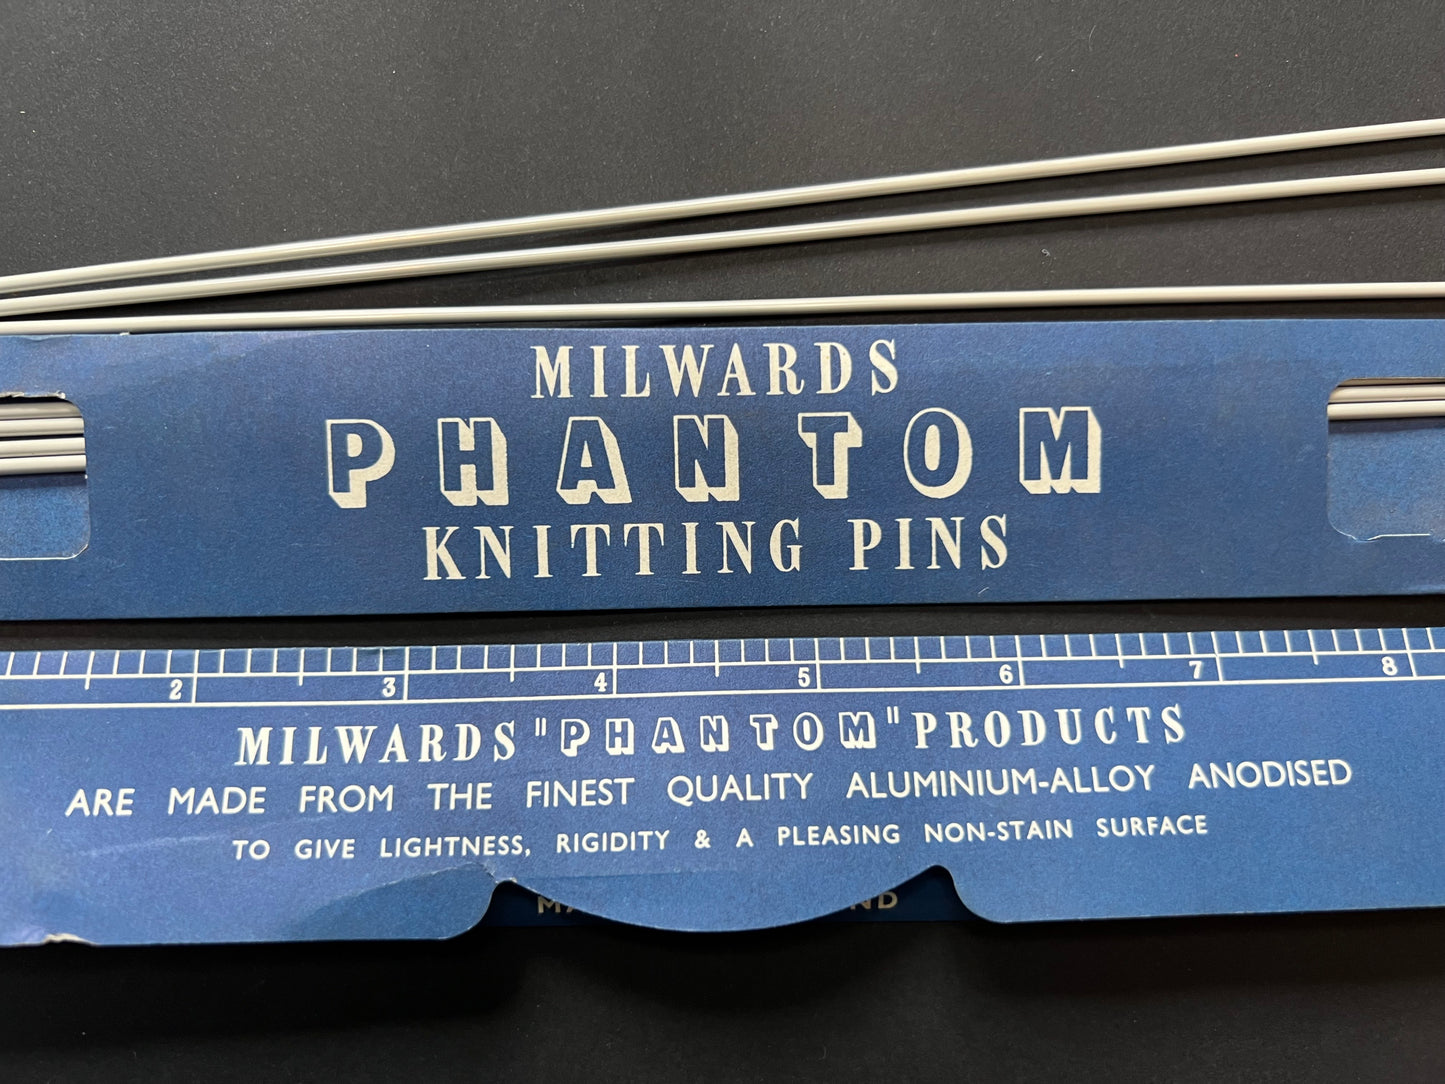 MILWARDS
PHANTOM
KNITTING PINS
2 3 4 5 6 7 8
MILWARDS "PHANTOM" PRODUCTS
ARE MADE FROM THE FINEST QUALITY ALUMINIUM-ALLOY ANODISED
TO GIVE LIGHTNESS, RIGIDITY & A PLEASING NON-STAIN SURFACE